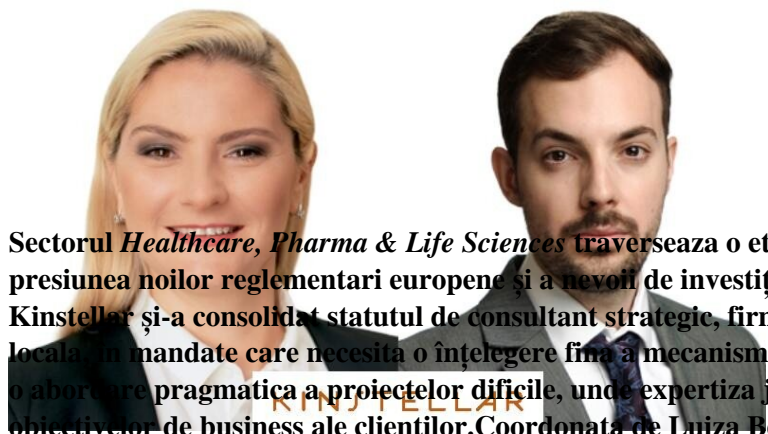 Sectorul Healthcare, Pharma & Life Sciences traverseaza o et
presiunea noilor reglementari europene și a nevoii de investiț
Kinstellar și-a consolidat statutul de consultant strategic, firm
locala, în mandate care necesita o înțelegere fina a mecanism
o abordare pragmatica a proiectelor dificile, unde expertiza j
KINSTELLAR
obiectivelor de business ale clienților.Coordonata de Luiza Bo